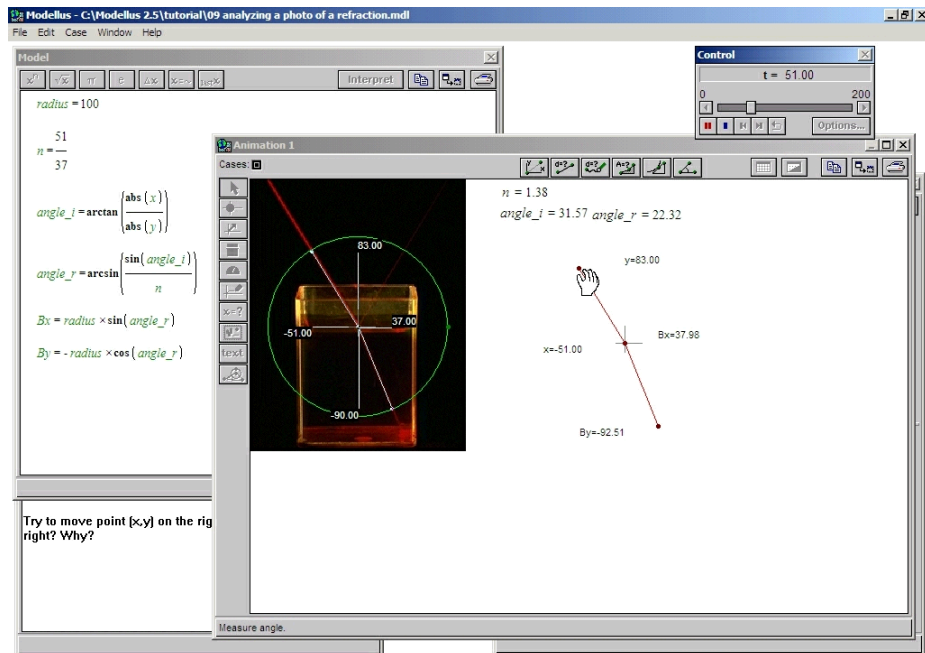 Modellus - C:\Modellus 2.5\tutorial\09 analyzing a photo of a refraction.mdl
File Edit Case Window Help
Model
xⁿ √x π e Δx
Interpret
radius = 100
n = 51/37
angle_i = arctan(abs(x)/abs(y))
angle_r = arcsin(sin(angle_i)/n)
Bx = radius × sin(angle_r)
By = - radius × cos(angle_r)
Control
t = 51.00
0 200
Options...
Animation 1
Cases:
x=?
text
83.00
-51.00
37.00
-90.00
n = 1.38
angle_i = 31.57 angle_r = 22.32
y=83.00
Bx=37.98
x=-51.00
By=-92.51
Try to move point (x,y) on the rig
right? Why?
Measure angle.